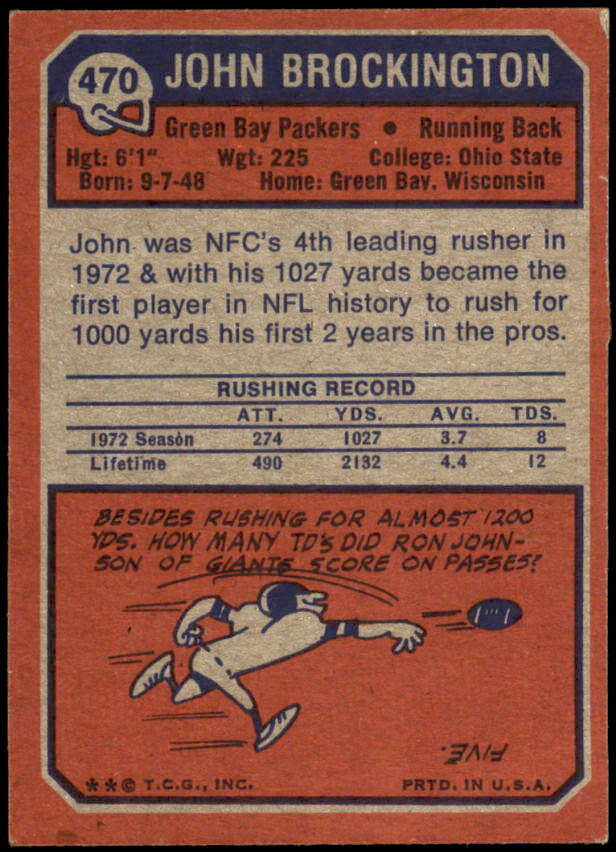 470 JOHN BROCKINGTON
Green Bay Packers • Running Back
Hgt: 6'1" Wgt: 225 College: Ohio State
Born: 9-7-48 Home: Green Bay, Wisconsin
John was NFC's 4th leading rusher in
1972 & with his 1027 yards became the
first player in NFL history to rush for
1000 yards his first 2 years in the pros.
RUSHING RECORD
ATT. YDS. AVG. TDS.
1972 Season 274 1027 3.7 8
Lifetime 490 2132 4.4 12
BESIDES RUSHING FOR ALMOST 1200
YDS. HOW MANY TD'S DID RON JOHN-
SON OF GIANTS SCORE ON PASSES?
FIVE.
**© T.C.G., INC. PRTD. IN U.S.A.